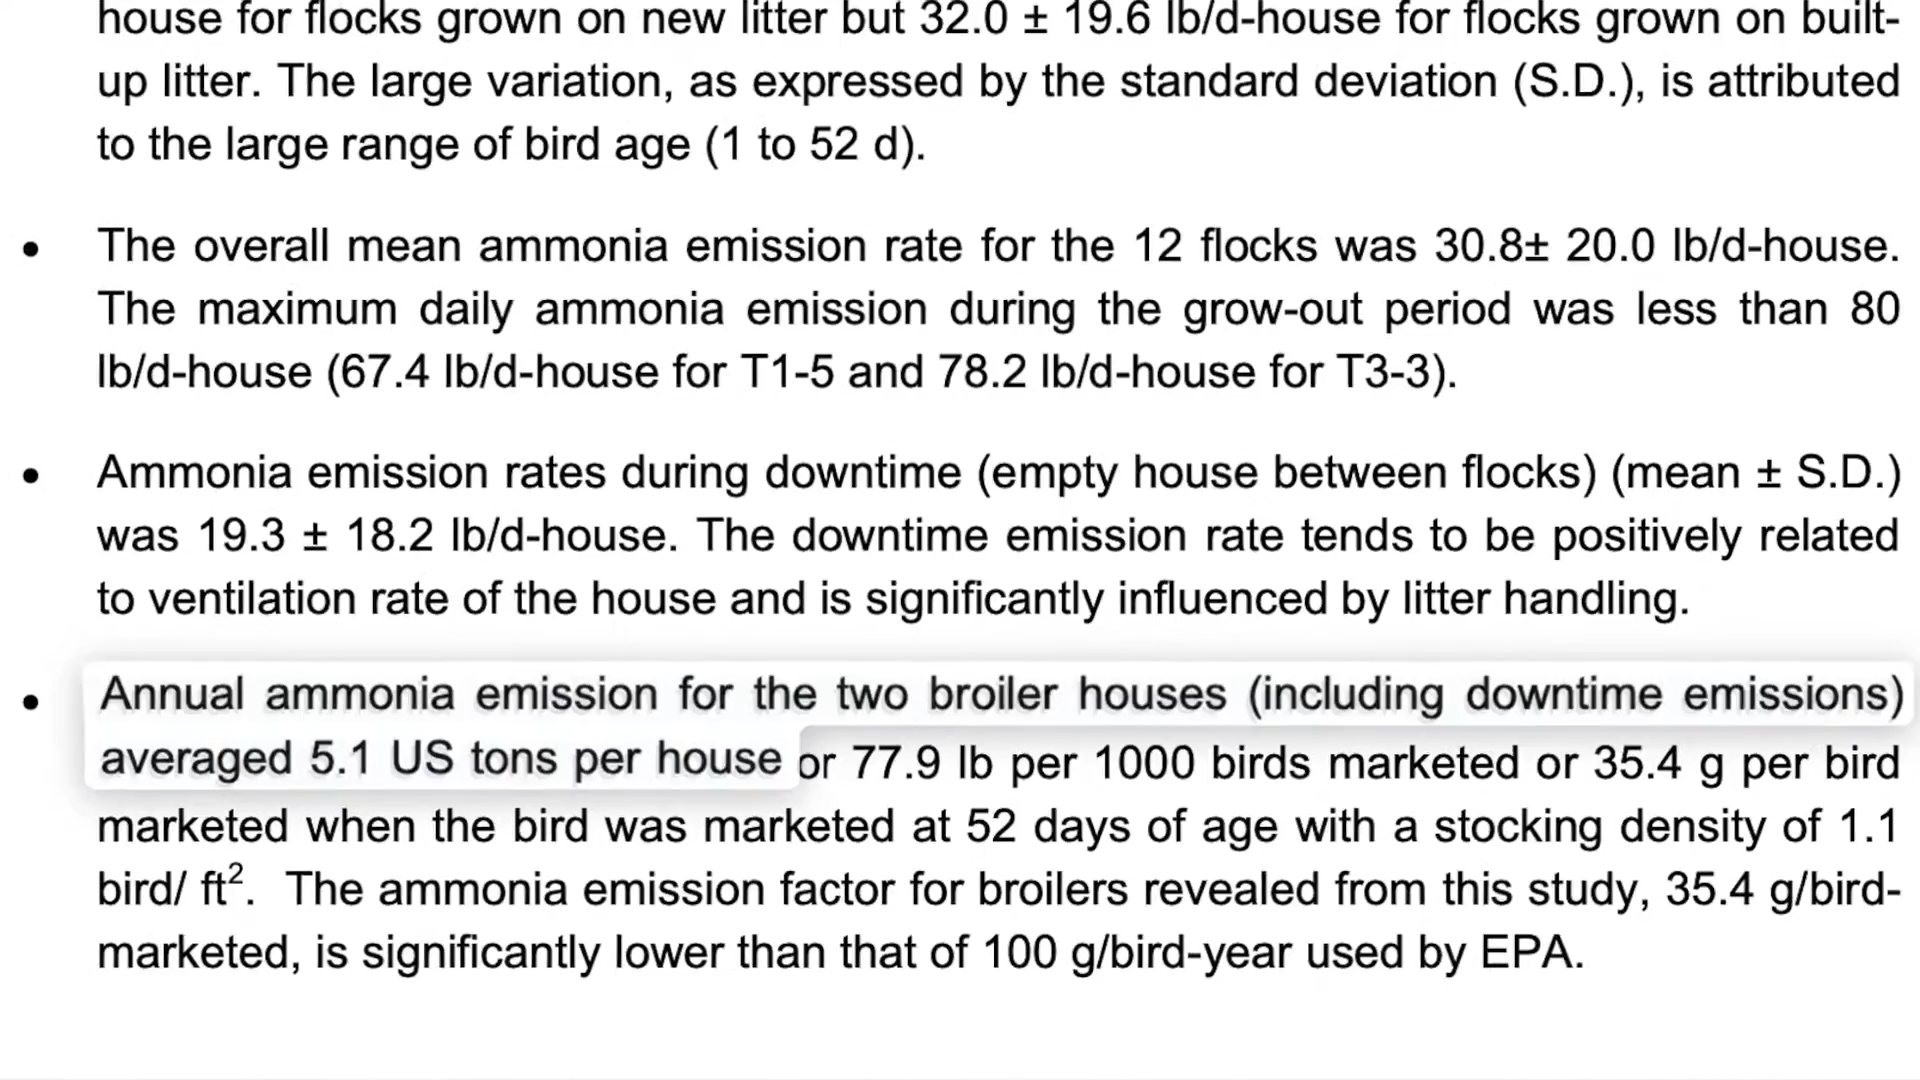 house for flocks grown on new litter but 32.0 ± 19.6 lb/d-house for flocks grown on built-
up litter. The large variation, as expressed by the standard deviation (S.D.), is attributed
to the large range of bird age (1 to 52 d).
• The overall mean ammonia emission rate for the 12 flocks was 30.8± 20.0 lb/d-house.
The maximum daily ammonia emission during the grow-out period was less than 80
lb/d-house (67.4 lb/d-house for T1-5 and 78.2 lb/d-house for T3-3).
• Ammonia emission rates during downtime (empty house between flocks) (mean ± S.D.)
was 19.3 ± 18.2 lb/d-house. The downtime emission rate tends to be positively related
to ventilation rate of the house and is significantly influenced by litter handling.
• Annual ammonia emission for the two broiler houses (including downtime emissions)
averaged 5.1 US tons per house or 77.9 lb per 1000 birds marketed or 35.4 g per bird
marketed when the bird was marketed at 52 days of age with a stocking density of 1.1
bird/ ft². The ammonia emission factor for broilers revealed from this study, 35.4 g/bird-
marketed, is significantly lower than that of 100 g/bird-year used by EPA.